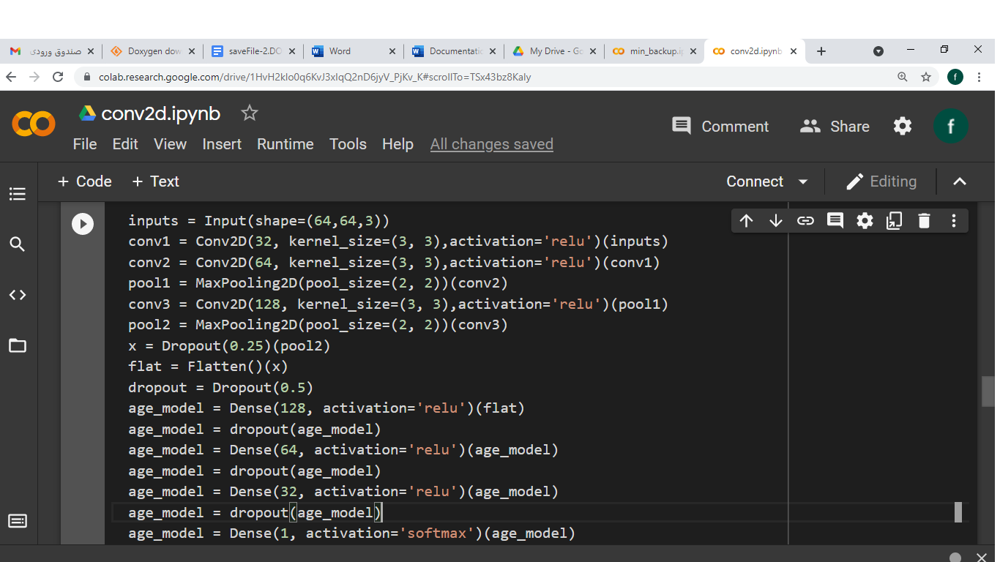 صندوق ورودی
Doxygen dow
saveFile-2.DO
Word
Documentati
My Drive - Go
min_backup.i
conv2d.ipynb
colab.research.google.com/drive/1HvH2kIo0q6KvJ3xIqQ2nD6jyV_PjKv_K#scrollTo=TSx43bz8Kaly
f
conv2d.ipynb
File Edit View Insert Runtime Tools Help All changes saved
Comment Share f
+ Code + Text Connect Editing
inputs = Input(shape=(64,64,3))
conv1 = Conv2D(32, kernel_size=(3, 3),activation='relu')(inputs)
conv2 = Conv2D(64, kernel_size=(3, 3),activation='relu')(conv1)
pool1 = MaxPooling2D(pool_size=(2, 2))(conv2)
conv3 = Conv2D(128, kernel_size=(3, 3),activation='relu')(pool1)
pool2 = MaxPooling2D(pool_size=(2, 2))(conv3)
x = Dropout(0.25)(pool2)
flat = Flatten()(x)
dropout = Dropout(0.5)
age_model = Dense(128, activation='relu')(flat)
age_model = dropout(age_model)
age_model = Dense(64, activation='relu')(age_model)
age_model = dropout(age_model)
age_model = Dense(32, activation='relu')(age_model)
age_model = dropout(age_model)
age_model = Dense(1, activation='softmax')(age_model)